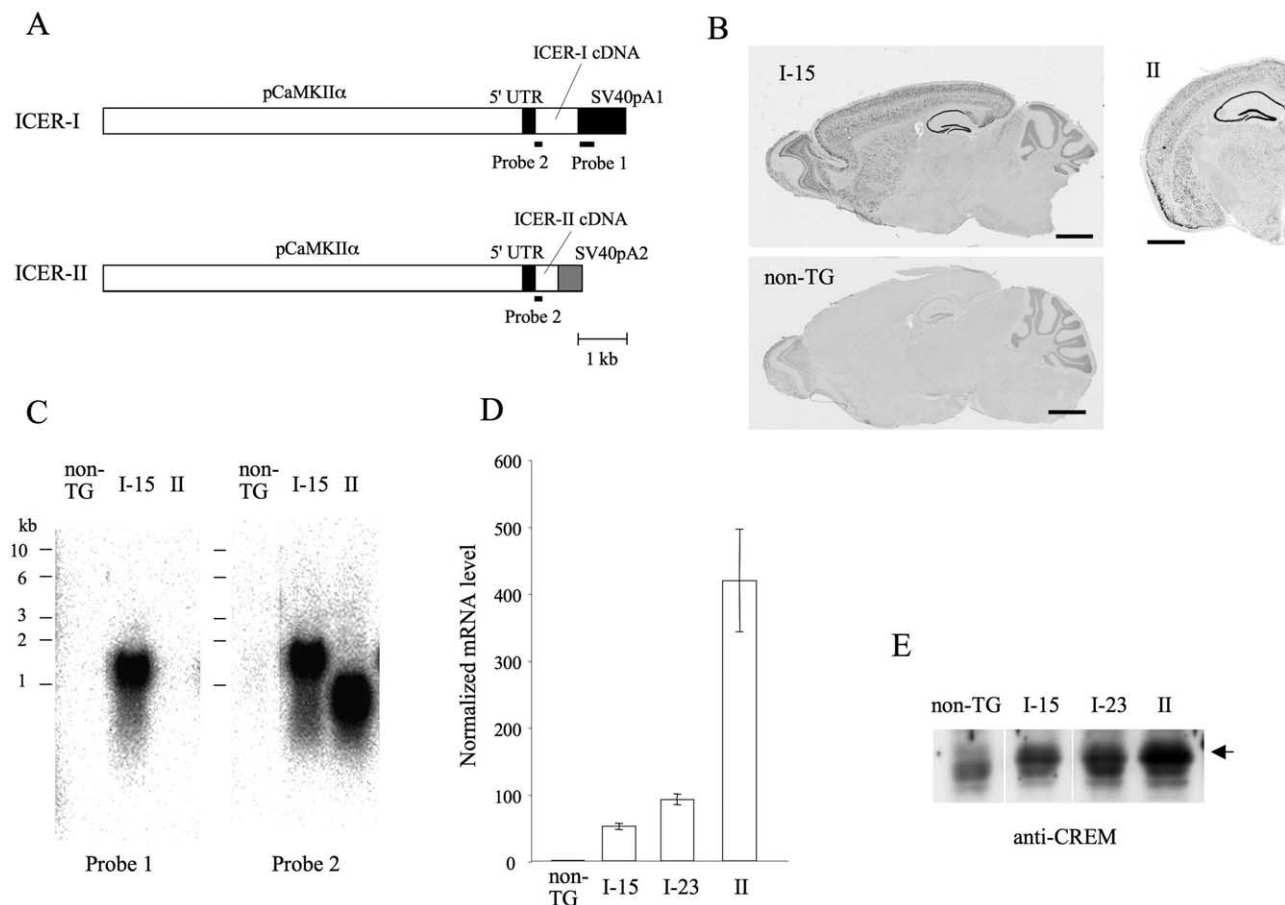 A
ICER-I cDNA
pCaMKIIα
5' UTR
SV40pA1
ICER-I
Probe 2
Probe 1
ICER-II cDNA
pCaMKIIα
5' UTR
SV40pA2
ICER-II
Probe 2
1 kb
B
I-15
II
non-TG
C
non-
TG I-15 II
non-
TG I-15 II
kb
10
6
3
2
1
Probe 1
Probe 2
D
Normalized mRNA level
600
500
400
300
200
100
0
non-
TG
I-15
I-23
II
E
non-TG I-15 I-23 II
anti-CREM